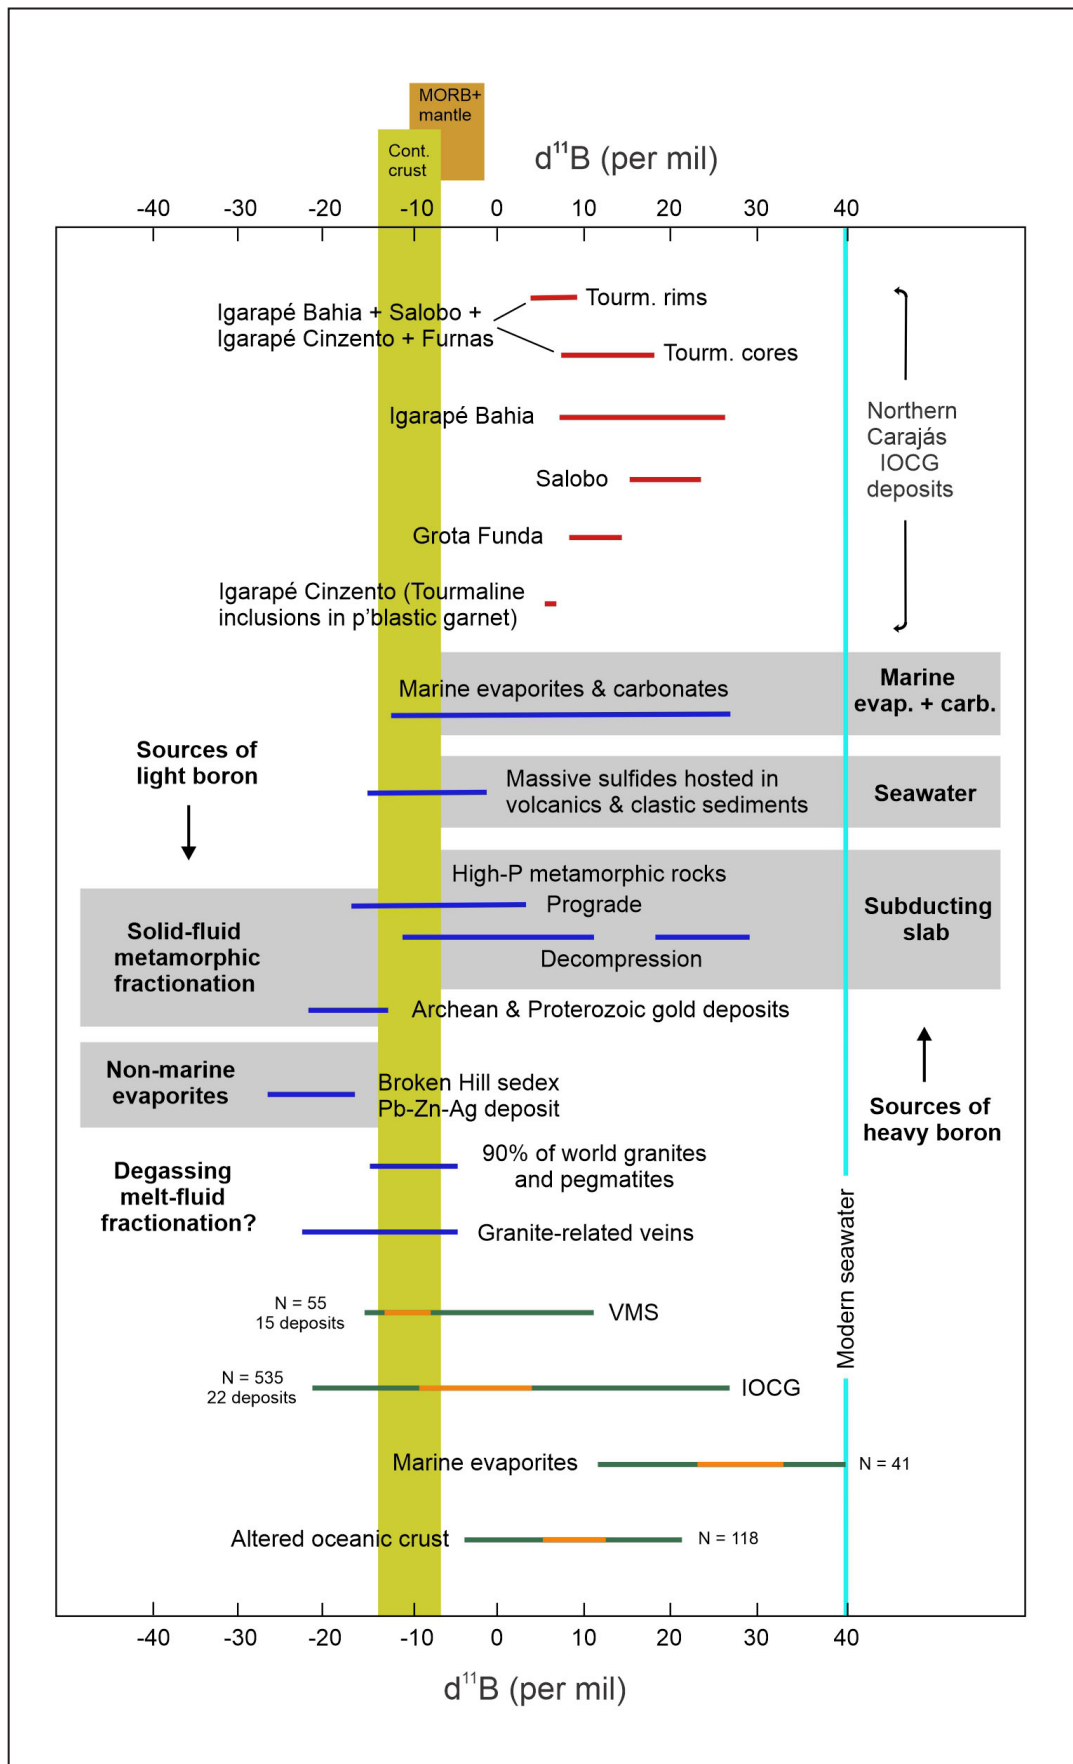 MORB+
mantle
Cont.
crust
d¹¹B (per mil)
-40 -30 -20 -10 0 10 20 30 40
Tourm. rims
Igarapé Bahia + Salobo +
Igarapé Cinzento + Furnas
Tourm. cores
Igarapé Bahia
Northern
Carajás
IOCG
deposits
Salobo
Grota Funda
Igarapé Cinzento (Tourmaline
inclusions in p'blastic garnet)
Marine evaporites & carbonates
Marine
evap. + carb.
Sources of
light boron
Massive sulfides hosted in
volcanics & clastic sediments
Seawater
High-P metamorphic rocks
Prograde
Decompression
Subducting
slab
Solid-fluid
metamorphic
fractionation
Archean & Proterozoic gold deposits
Non-marine
evaporites
Broken Hill sedex
Pb-Zn-Ag deposit
Sources of
heavy boron
90% of world granites
and pegmatites
Degassing
melt-fluid
fractionation?
Granite-related veins
Modern seawater
N = 55
15 deposits
VMS
N = 535
22 deposits
IOCG
Marine evaporites
N = 41
Altered oceanic crust
N = 118
-40 -30 -20 -10 0 10 20 30 40
d¹¹B (per mil)